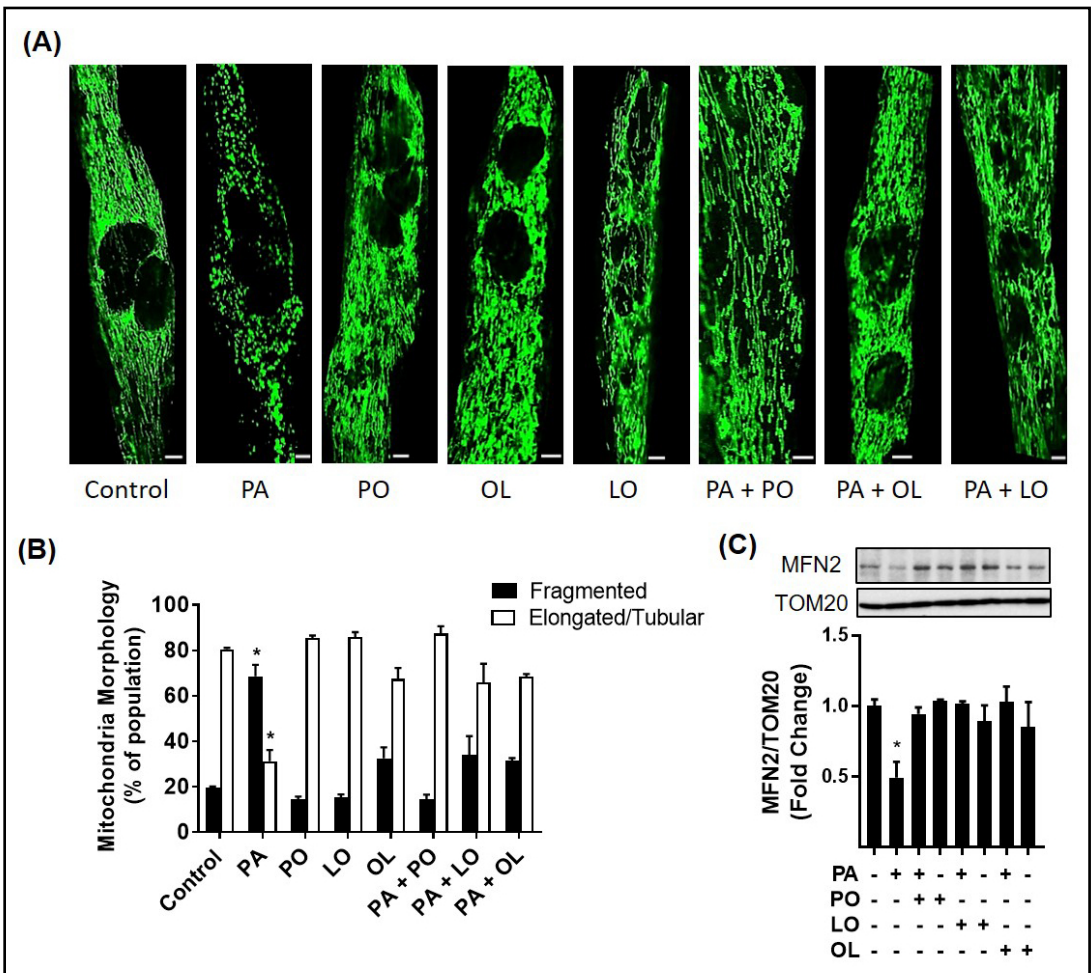 (A)
Control PA PO OL LO PA + PO PA + OL PA + LO
(B)
Fragmented
Elongated/Tubular
Mitochondria Morphology
(% of population)
100
80
60
40
20
0
*
*
Control PA PO LO OL PA + PO PA + LO PA + OL
(C)
MFN2
TOM20
MFN2/TOM20
(Fold Change)
1.5
1.0
0.5
*
PA - + + - + - + -
PO - - + + - - - -
LO - - - - + + - -
OL - - - - - - + +